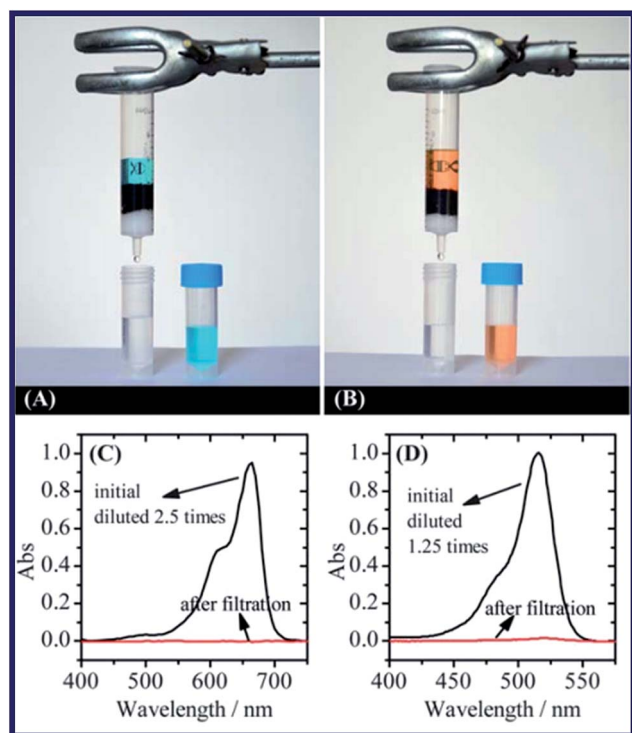 (A)
(B)
(C)
initial
diluted 2.5 times
after filtration
1.0
0.8
0.6
0.4
0.2
0.0
Abs
400 500 600 700
Wavelength / nm
(D)
initial
diluted
1.25 times
after filtration
1.0
0.8
0.6
0.4
0.2
0.0
Abs
400 450 500 550
Wavelength / nm